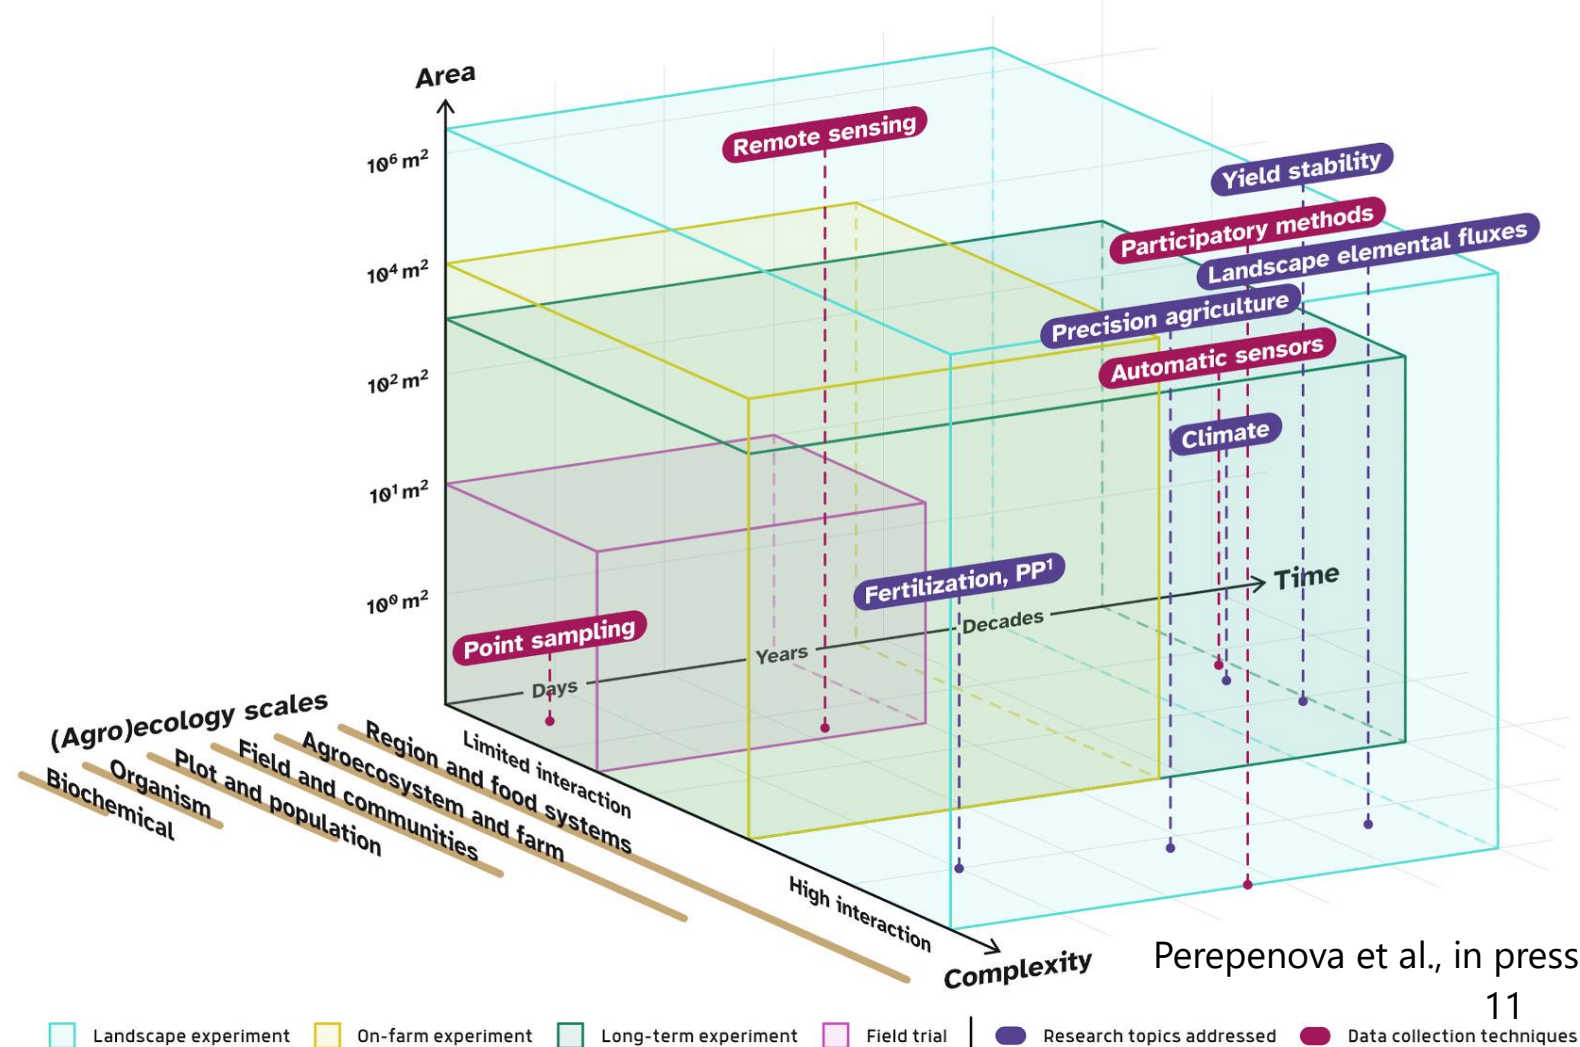 Area
10⁶ m²
10⁴ m²
10² m²
10¹ m²
10⁰ m²
Remote sensing
Yield stability
Participatory methods
Landscape elemental fluxes
Precision agriculture
Automatic sensors
Climate
Fertilization, PP¹
Point sampling
Time
Days
Years
Decades
(Agro)ecology scales
Biochemical
Organism
Plot and population
Field and communities
Agroecosystem and farm
Region and food systems
Limited interaction
High interaction
Complexity
Perepenova et al., in press
11
Landscape experiment
On-farm experiment
Long-term experiment
Field trial
Research topics addressed
Data collection techniques